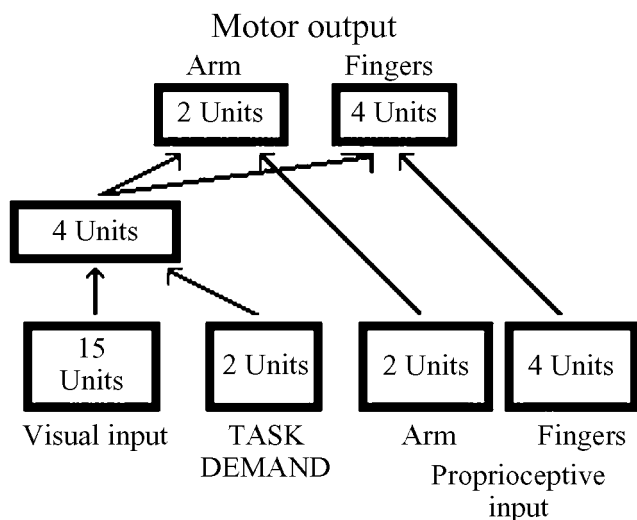 Motor output
Arm
Fingers
2 Units
4 Units
4 Units
15
Units
2 Units
2 Units
4 Units
Visual input
TASK
DEMAND
Arm
Fingers
Proprioceptive
input